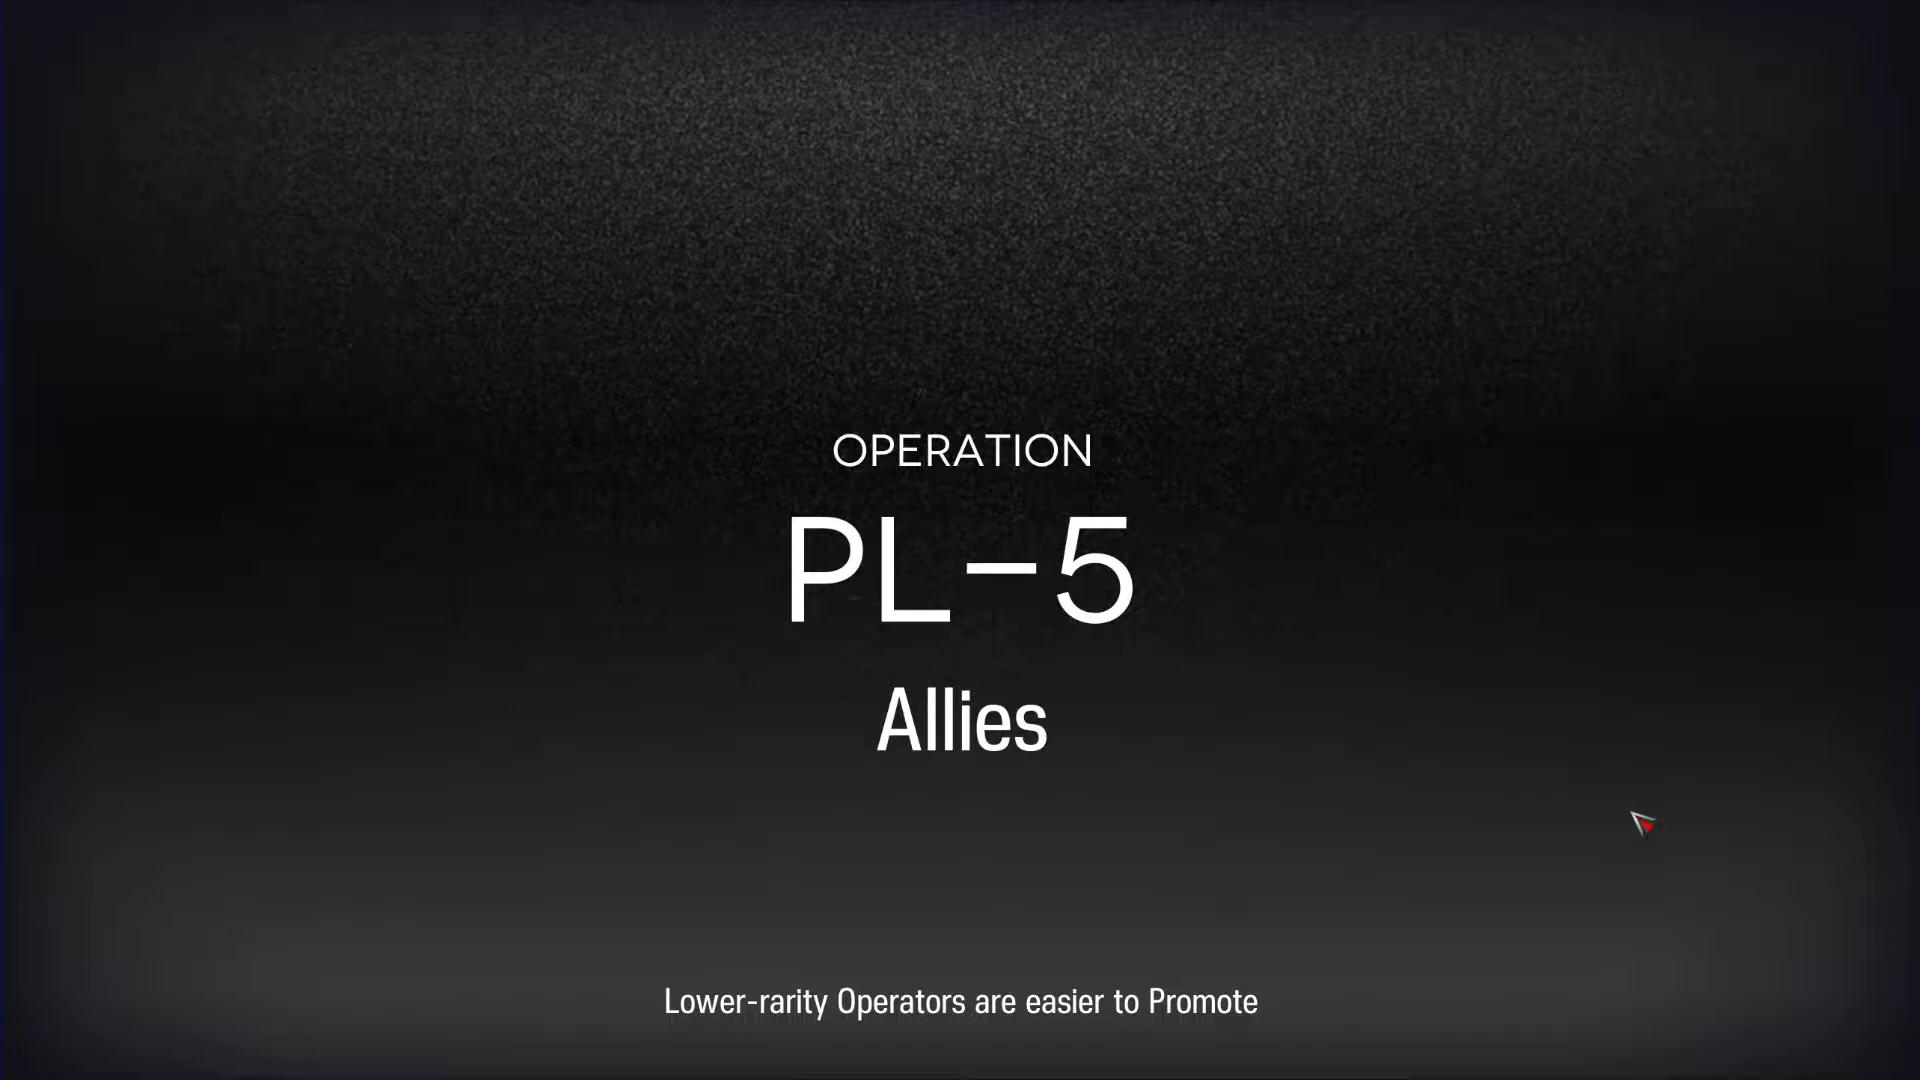 OPERATION
PL-5
Allies
Lower-rarity Operators are easier to Promote